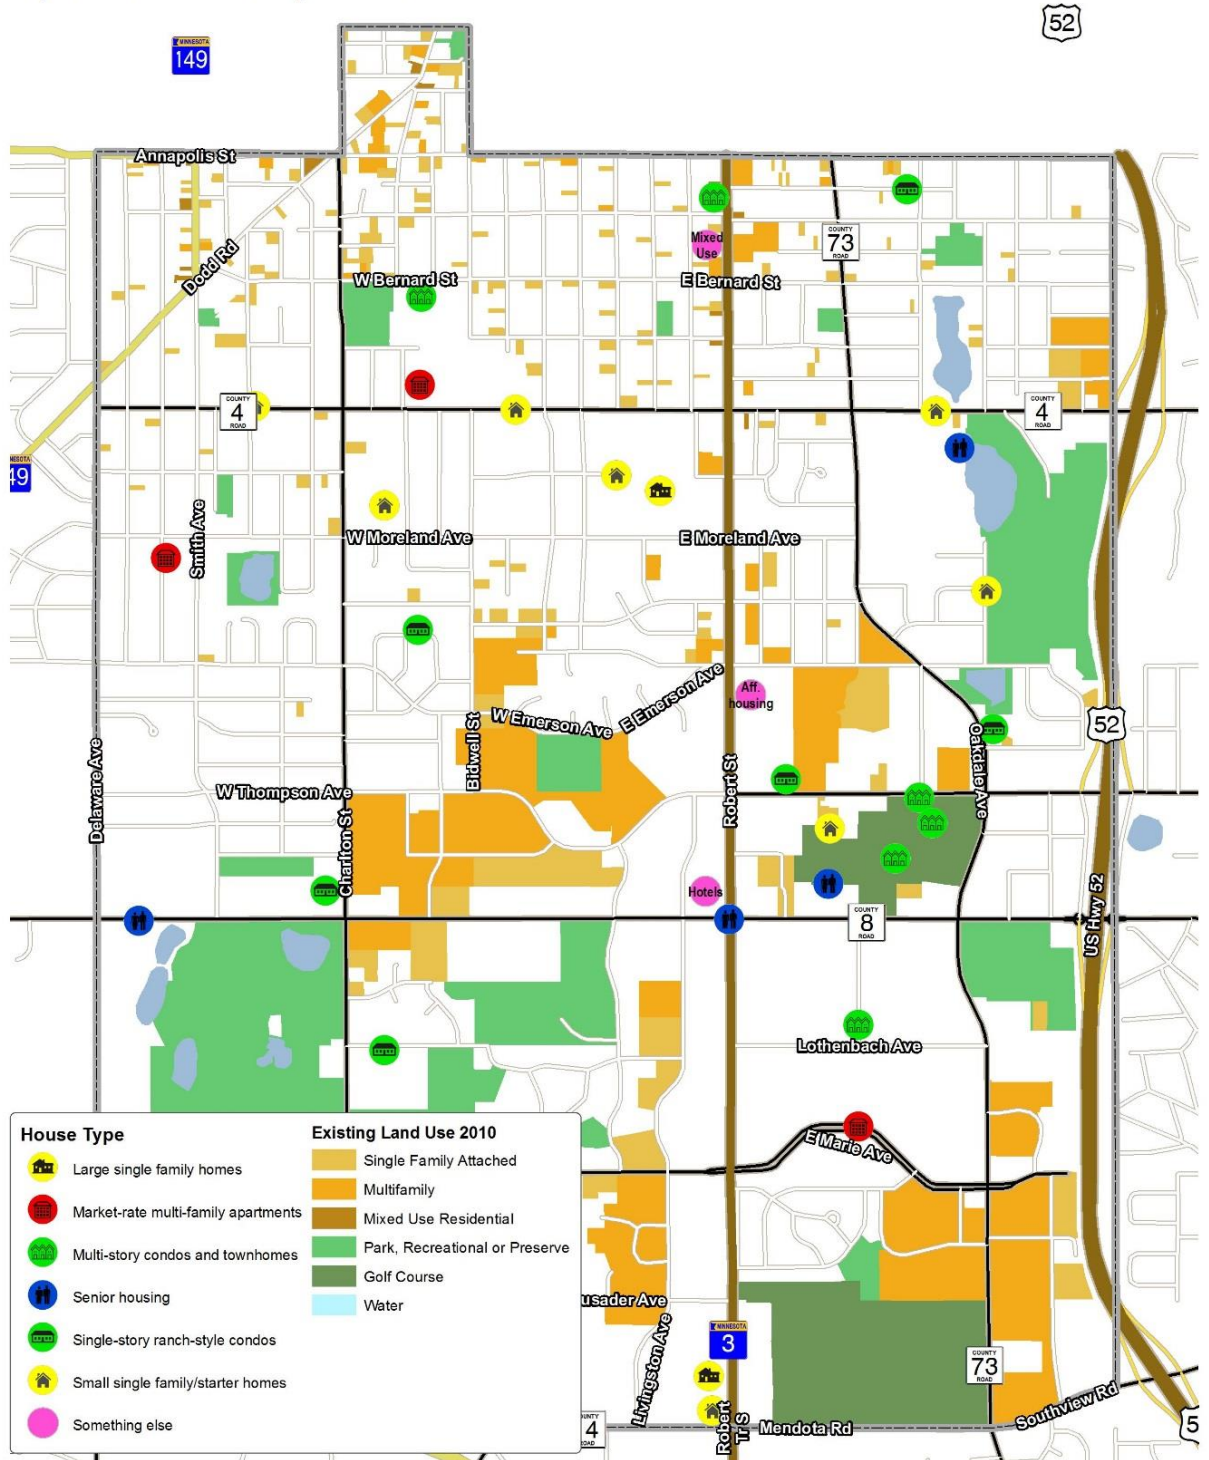 52
MINNESOTA
149
Annapolis St
Dodd Rd
Mixed
Use
COUNTY
73
ROAD
W Bernard St
E Bernard St
COUNTY
4
ROAD
COUNTY
4
ROAD
49
Smith Ave
W Moreland Ave
E Moreland Ave
Aff.
housing
E Emerson Ave
W Emerson Ave
Bidwell St
52
Oakdale Ave
Delaware Ave
W Thompson Ave
Robert St
Charlton St
Hotels
COUNTY
8
ROAD
US Hwy 52
Lothenbach Ave
E Marie Ave
House Type
Large single family homes
Market-rate multi-family apartments
Multi-story condos and townhomes
Senior housing
Single-story ranch-style condos
Small single family/starter homes
Something else
Existing Land Use 2010
Single Family Attached
Multifamily
Mixed Use Residential
Park, Recreational or Preserve
Golf Course
Water
usader Ave
MINNESOTA
3
Livingston Ave
COUNTY
73
ROAD
Southview Rd
UNTY
4
ROAD
Robert
Tr S
Mendota Rd
5